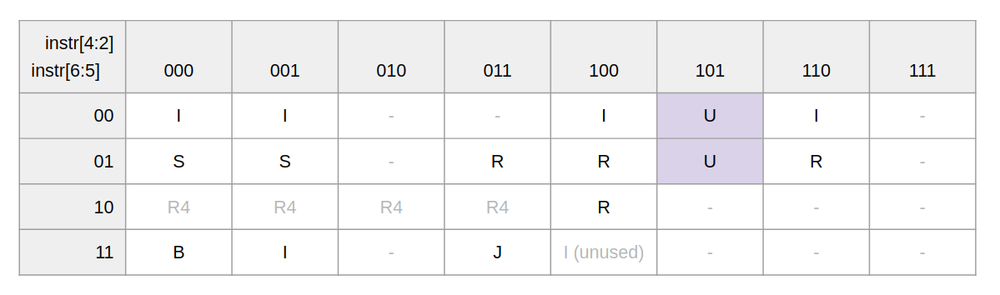 instr[4:2]
instr[6:5] 000 001 010 011 100 101 110 111
00 I I - - I U I -
01 S S - R R U R -
10 R4 R4 R4 R4 R - - -
11 B I - J I (unused) - - -